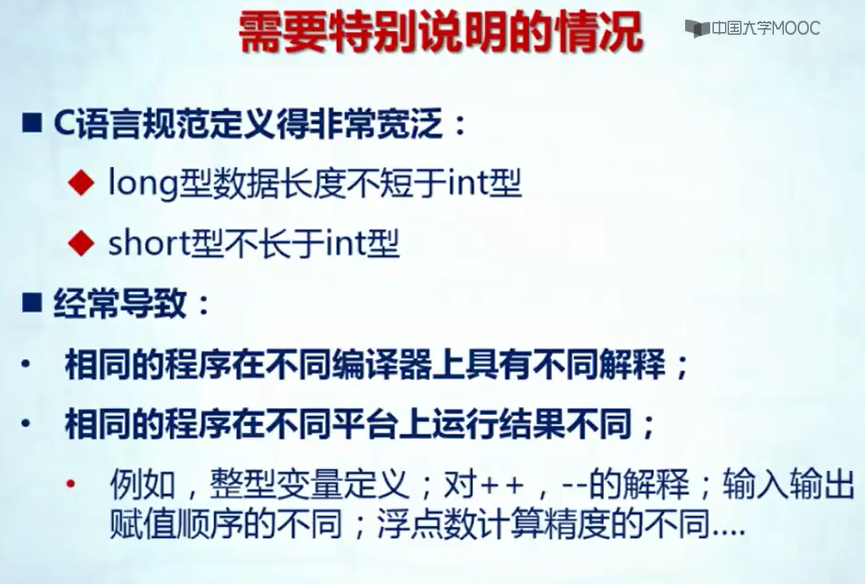 需要特别说明的情况
中国大学MOOC
■ C语言规范定义得非常宽泛：
◆ long型数据长度不短于int型
◆ short型不长于int型
■ 经常导致：
• 相同的程序在不同编译器上具有不同解释；
• 相同的程序在不同平台上运行结果不同；
• 例如，整型变量定义；对++，--的解释；输入输出
赋值顺序的不同；浮点数计算精度的不同....